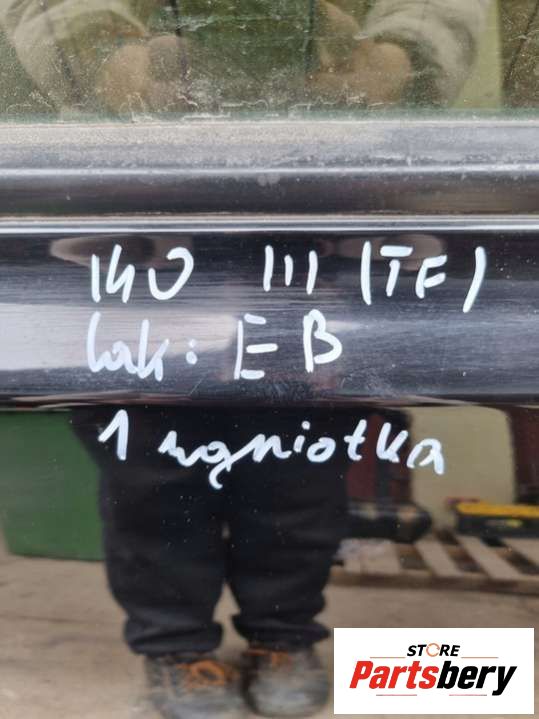 140 III (TF)
lak: EB
1 wgniotka
STORE
Partsbery